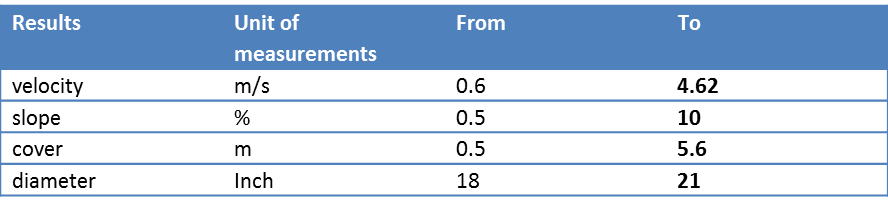 Results Unit of measurements From To
velocity m/s 0.6 4.62
slope % 0.5 10
cover m 0.5 5.6
diameter Inch 18 21